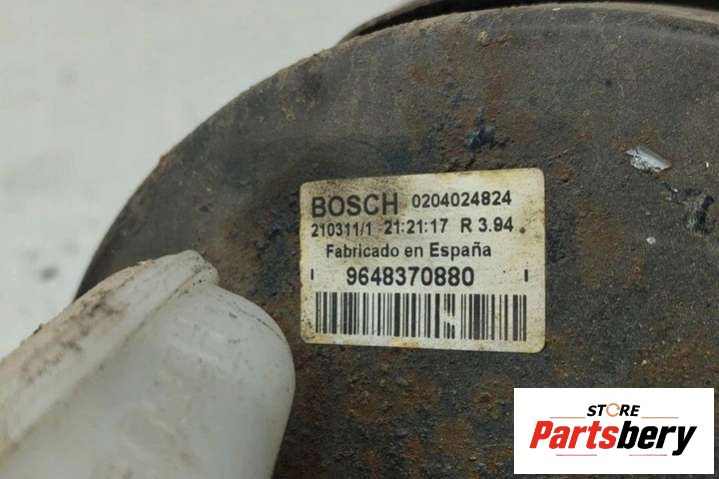 BOSCH 0204024824
210311/1 21:21:17 R 3.94
Fabricado en España
9648370880
STORE
Partsbery